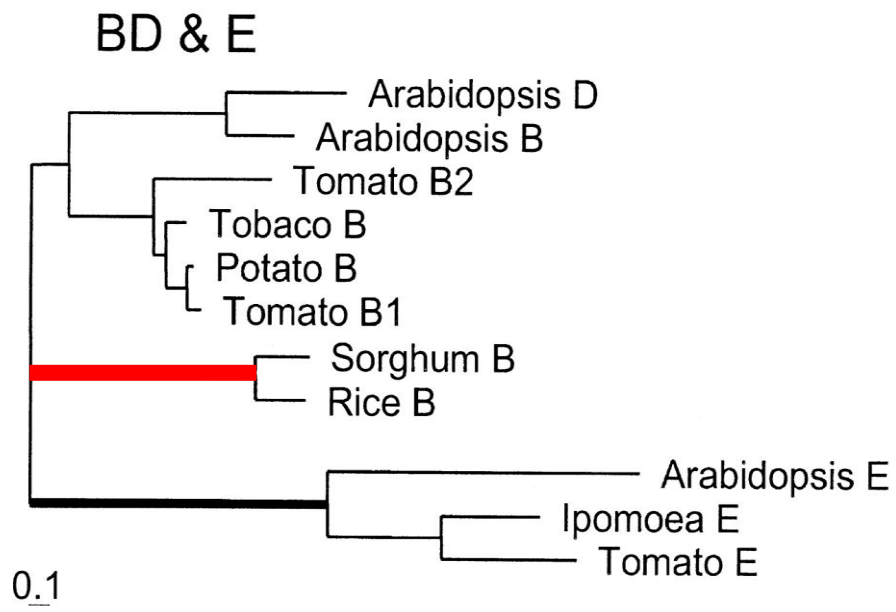 BD & E
Arabidopsis D
Arabidopsis B
Tomato B2
Tobaco B
Potato B
Tomato B1
Sorghum B
Rice B
Arabidopsis E
Ipomoea E
Tomato E
0.1